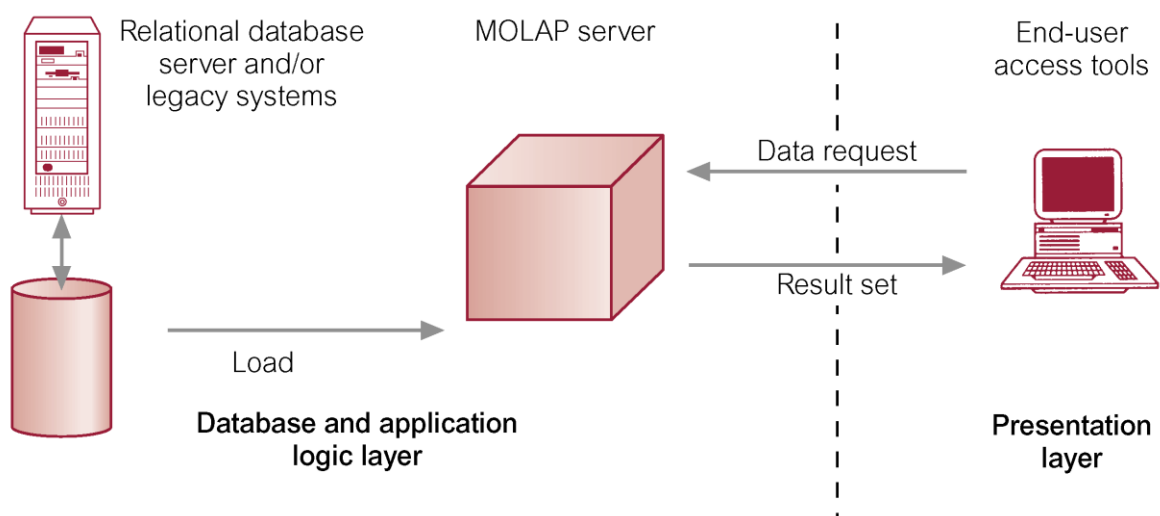 Relational database
server and/or
legacy systems
MOLAP server
End-user
access tools
Data request
Result set
Load
Database and application
logic layer
Presentation
layer